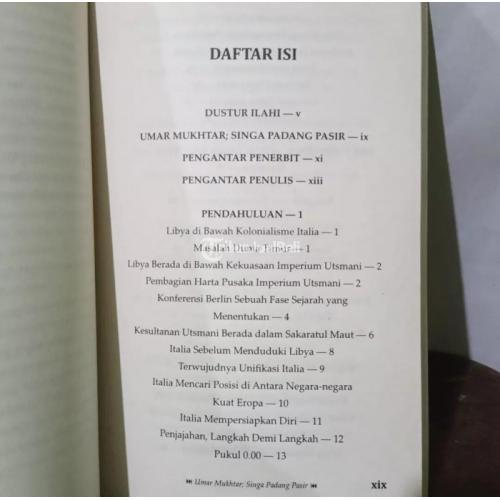 DAFTAR ISI
DUSTUR ILAHI — v
UMAR MUKHTAR; SINGA PADANG PASIR — ix
PENGANTAR PENERBIT — xi
PENGANTAR PENULIS — xiii
PENDAHULUAN — 1
Libya di Bawah Kolonialisme Italia — 1
Masalah Dunia Timur — 1
Libya Berada di Bawah Kekuasaan Imperium Utsmani — 2
Pembagian Harta Pusaka Imperium Utsmani — 2
Konferensi Berlin Sebuah Fase Sejarah yang
Menentukan — 4
Kesultanan Utsmani Berada dalam Sakaratul Maut — 6
Italia Sebelum Menduduki Libya — 8
Terwujudnya Unifikasi Italia — 9
Italia Mencari Posisi di Antara Negara-negara
Kuat Eropa — 10
Italia Mempersiapkan Diri — 11
Penjajahan, Langkah Demi Langkah — 12
Pukul 0.00 — 13
Umar Mukhtar; Singa Padang Pasir
xix